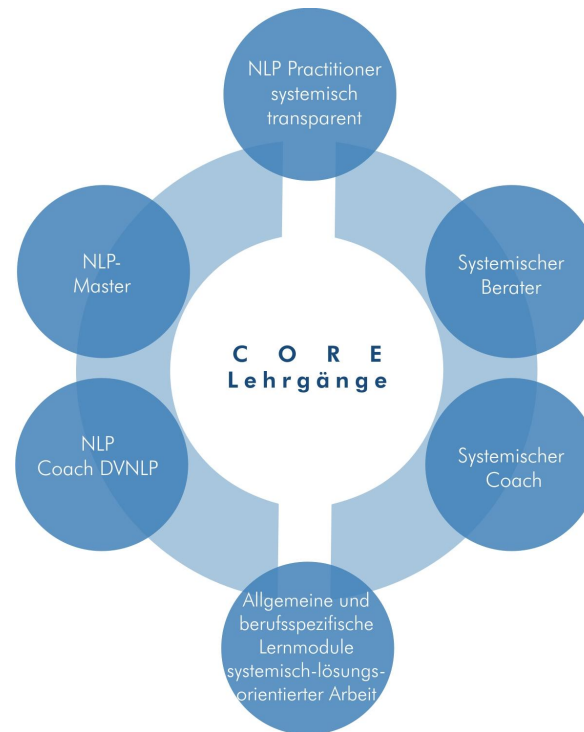 NLP Practitioner
systemisch
transparent
NLP-
Master
Systemischer
Berater
C O R E
Lehrgänge
NLP
Coach DVNLP
Systemischer
Coach
Allgemeine und
berufsspezifische
Lernmodule
systemisch-lösungs-
orientierter Arbeit